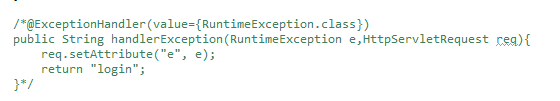 /*@ExceptionHandler(value={RuntimeException.class})
public String handlerException(RuntimeException e,HttpServletRequest req){
    req.setAttribute("e", e);
    return "login";
}*/